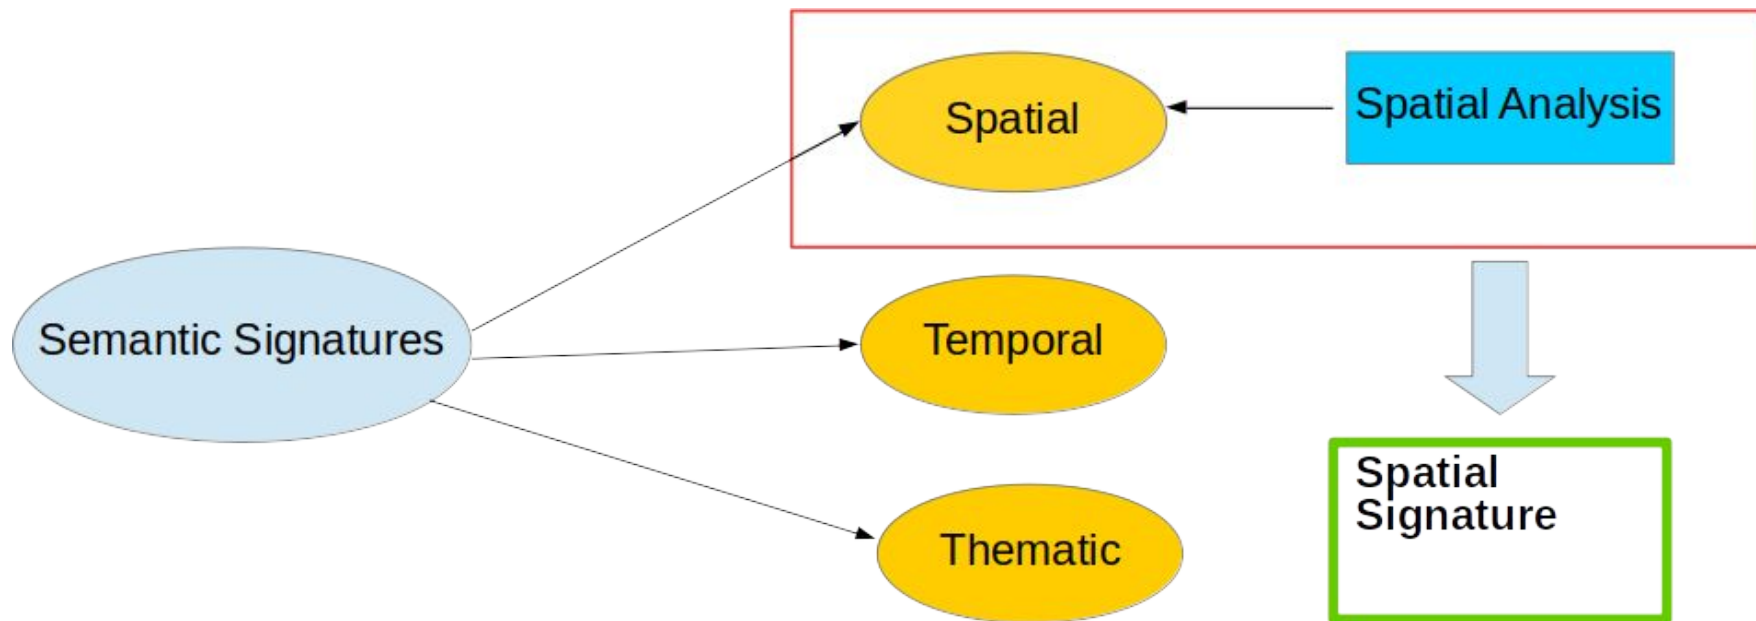 Spatial
Spatial Analysis
Semantic Signatures
Temporal
Spatial
Signature
Thematic